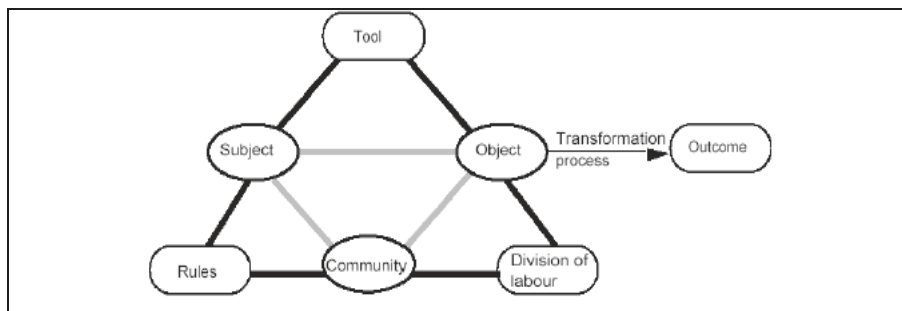 Tool
Subject
Object
Transformation
process
Outcome
Rules
Community
Division of
labour